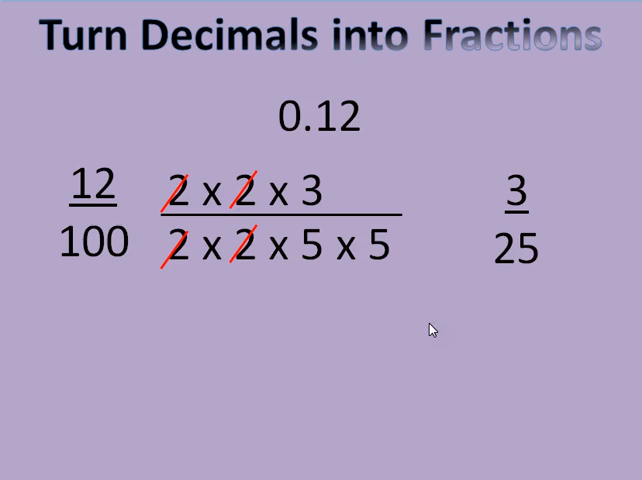 Turn Decimals into Fractions
0.12
12
100
2 x 2 x 3
2 x 2 x 5 x 5
3
25